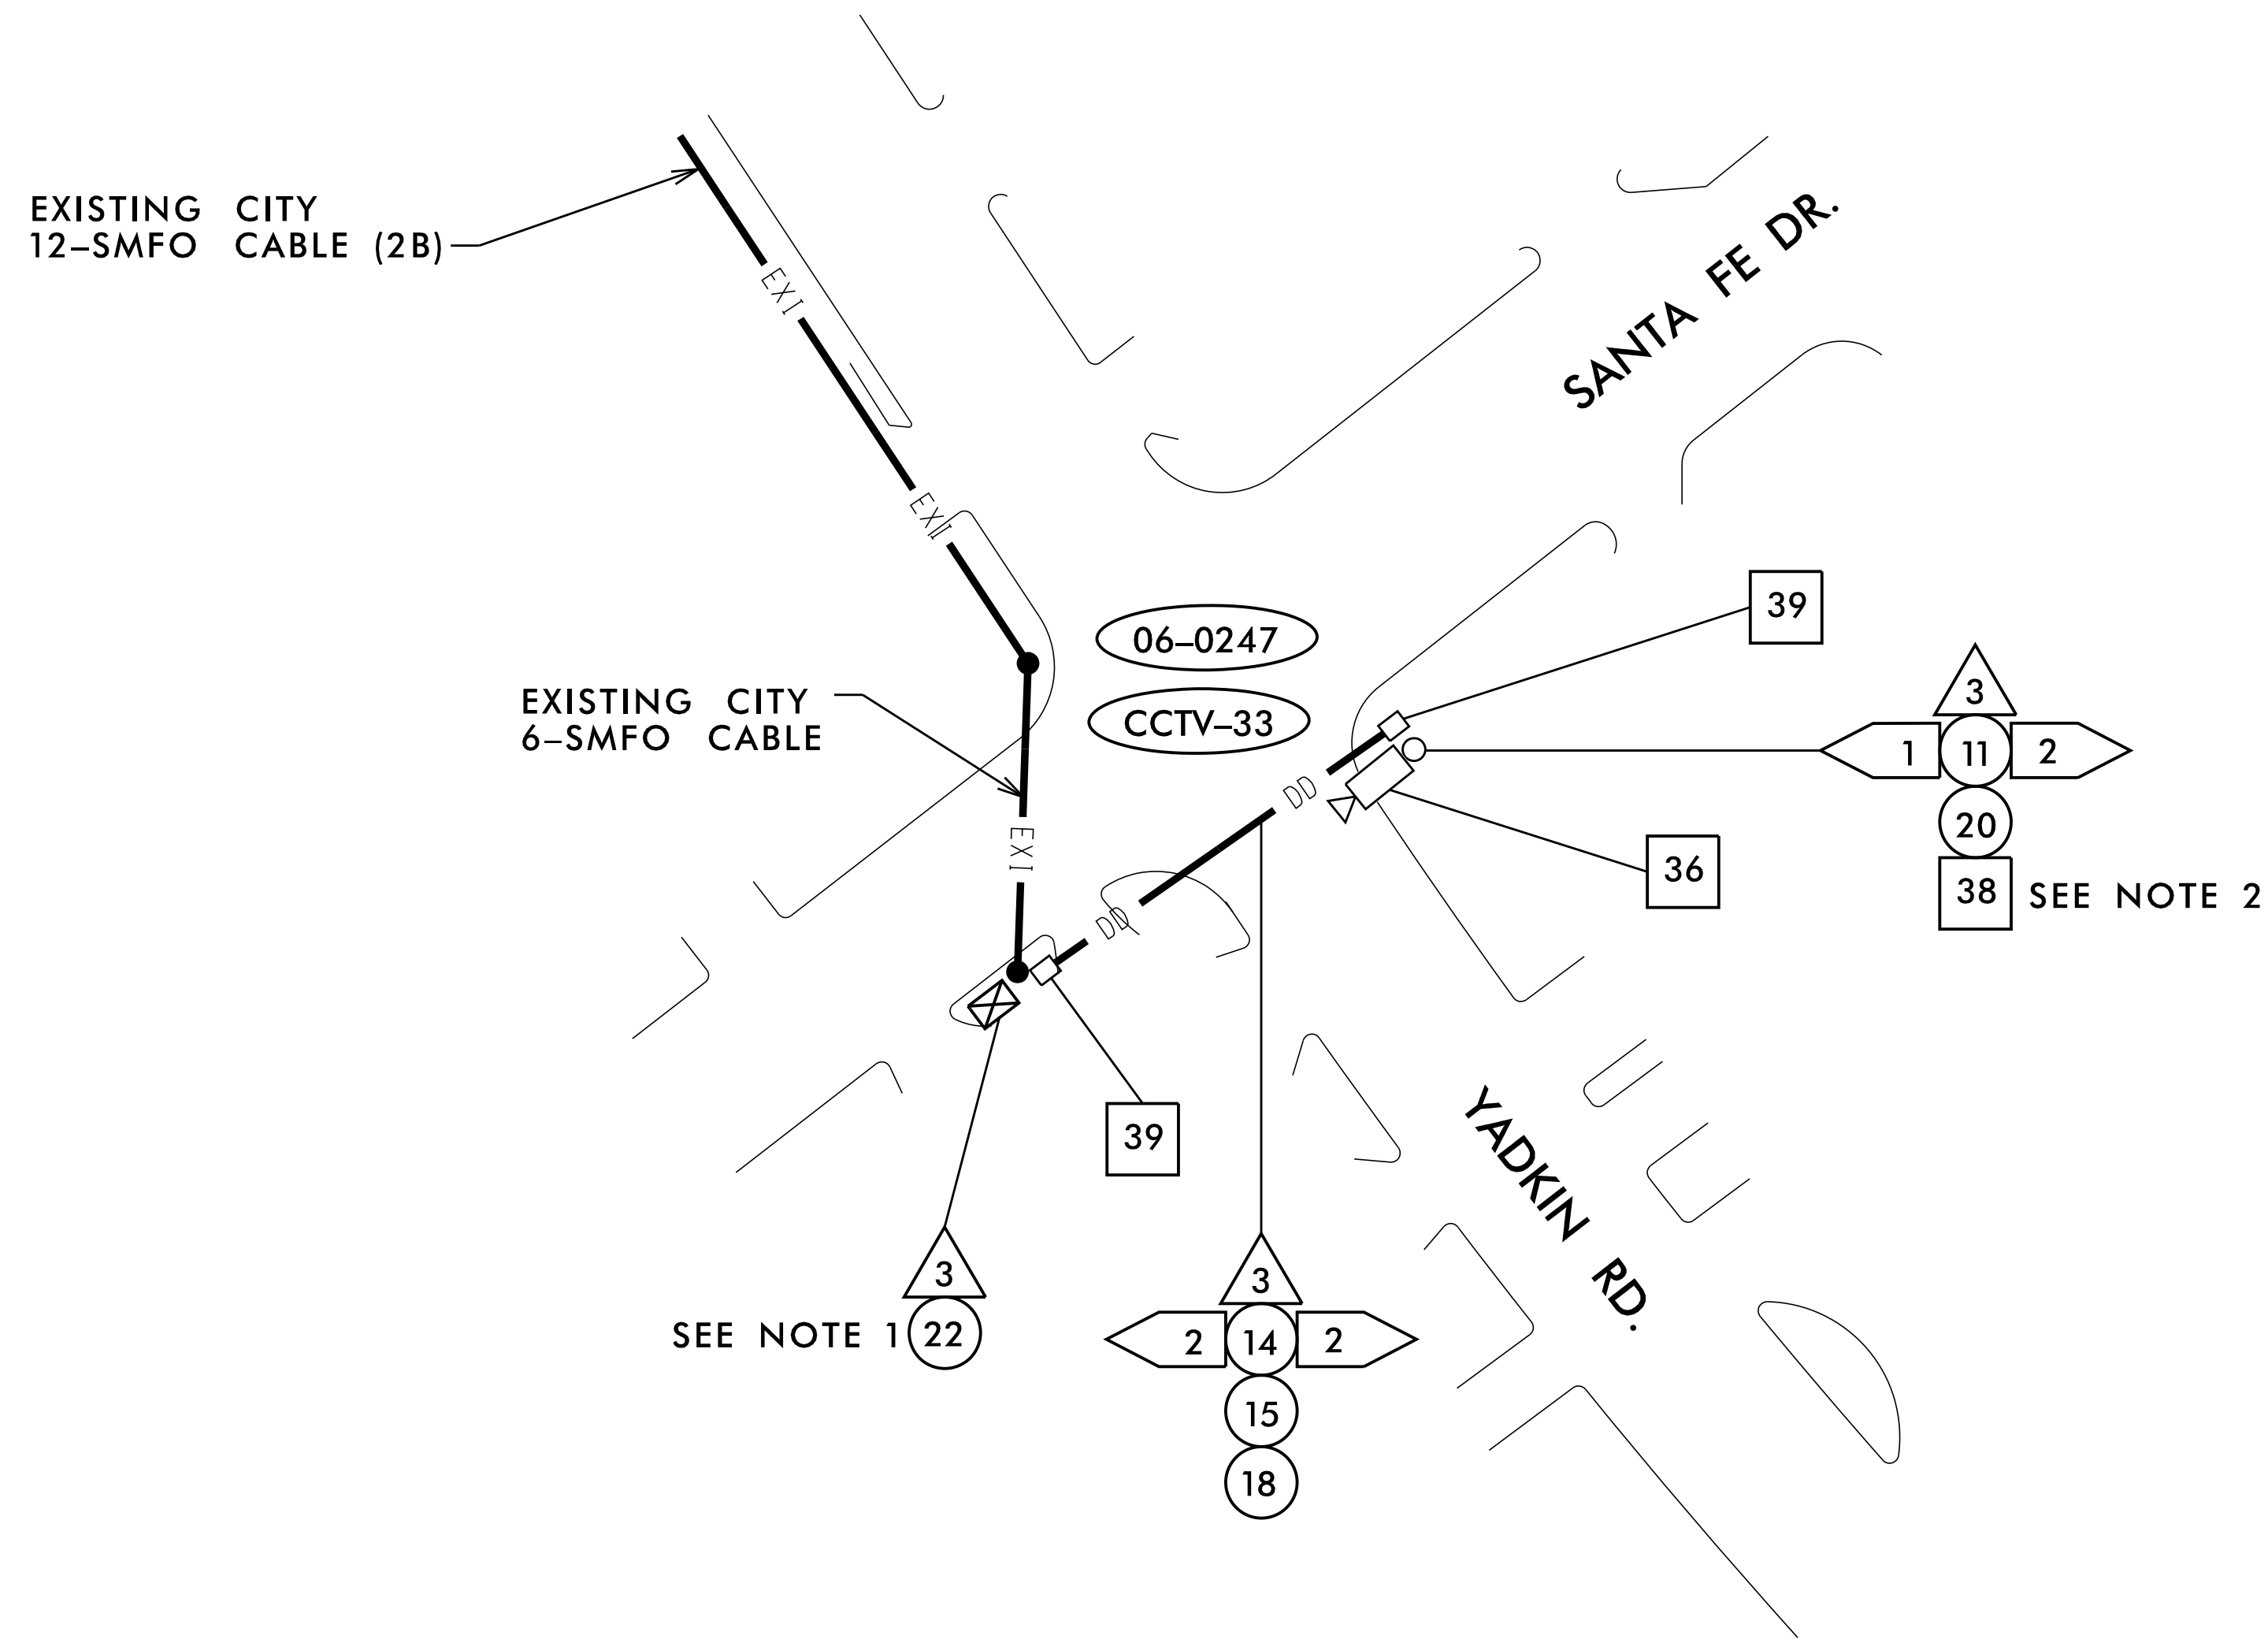 EXISTING CITY
12–SMFO CABLE (2B)
EXI
SANTA FE DR.
EXI
06–0247
CCTV–33
39
EXISTING CITY
6–SMFO CABLE
3
1 11 2
20
38 SEE NOTE 2
DD
EXI
36
DD
39
YADKIN RD.
3
SEE NOTE 1 22
3
2 14 2
15
18